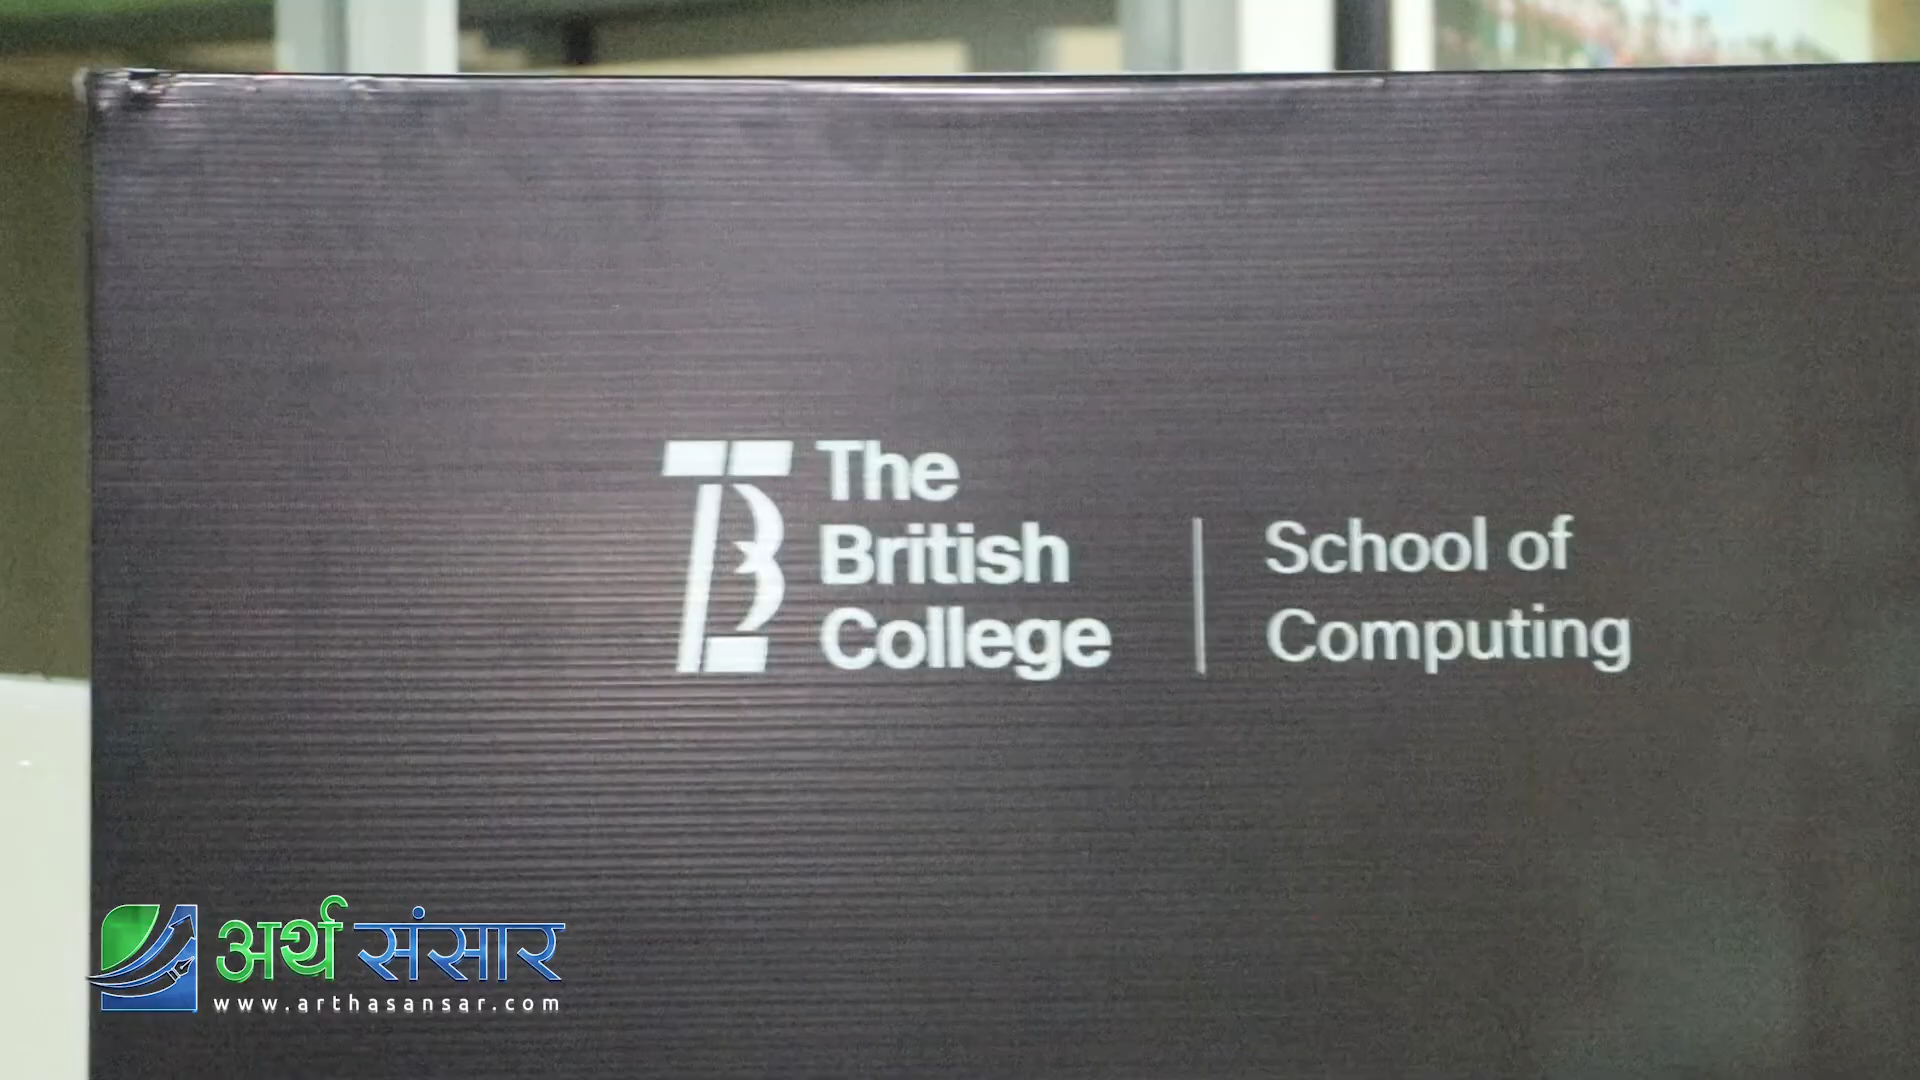 The
British
College
School of
Computing
अर्थ संसार
www.arthasansar.com